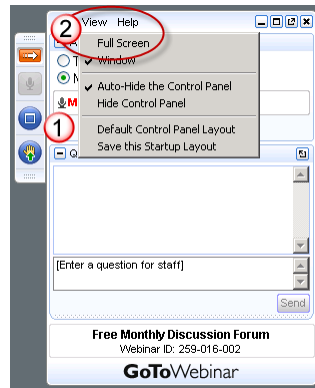 2
View Help
Full Screen
Window
Auto-Hide the Control Panel
Hide Control Panel
1
Default Control Panel Layout
Save this Startup Layout
[Enter a question for staff]
Send
Free Monthly Discussion Forum
Webinar ID: 259-016-002
GoToWebinar